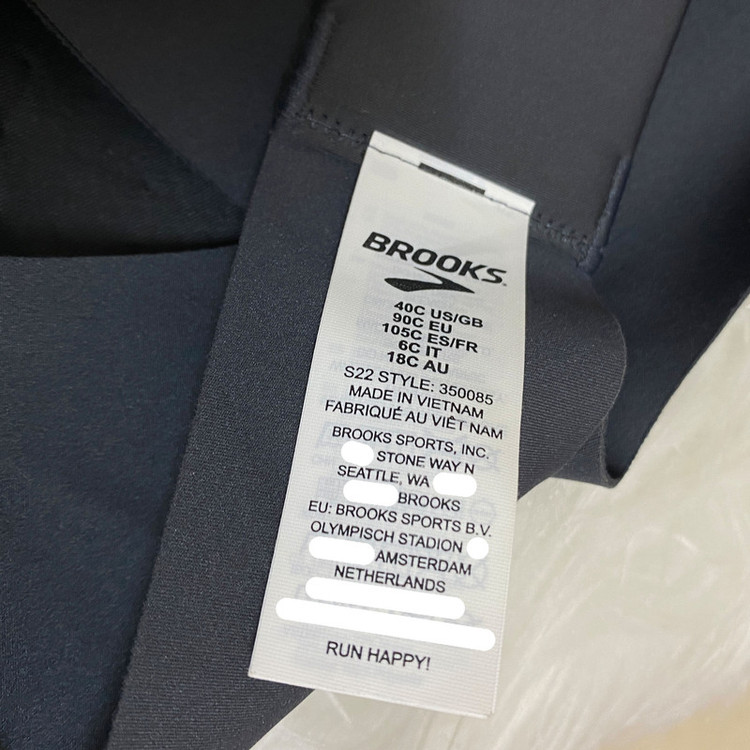 BROOKS
40C US/GB
90C EU
105C ES/FR
6C IT
18C AU
S22 STYLE: 350085
MADE IN VIETNAM
FABRIQUÉ AU VIÊT NAM
BROOKS SPORTS, INC.
STONE WAY N
SEATTLE, WA
BROOKS
EU: BROOKS SPORTS B.V.
OLYMPISCH STADION
AMSTERDAM
NETHERLANDS
RUN HAPPY!